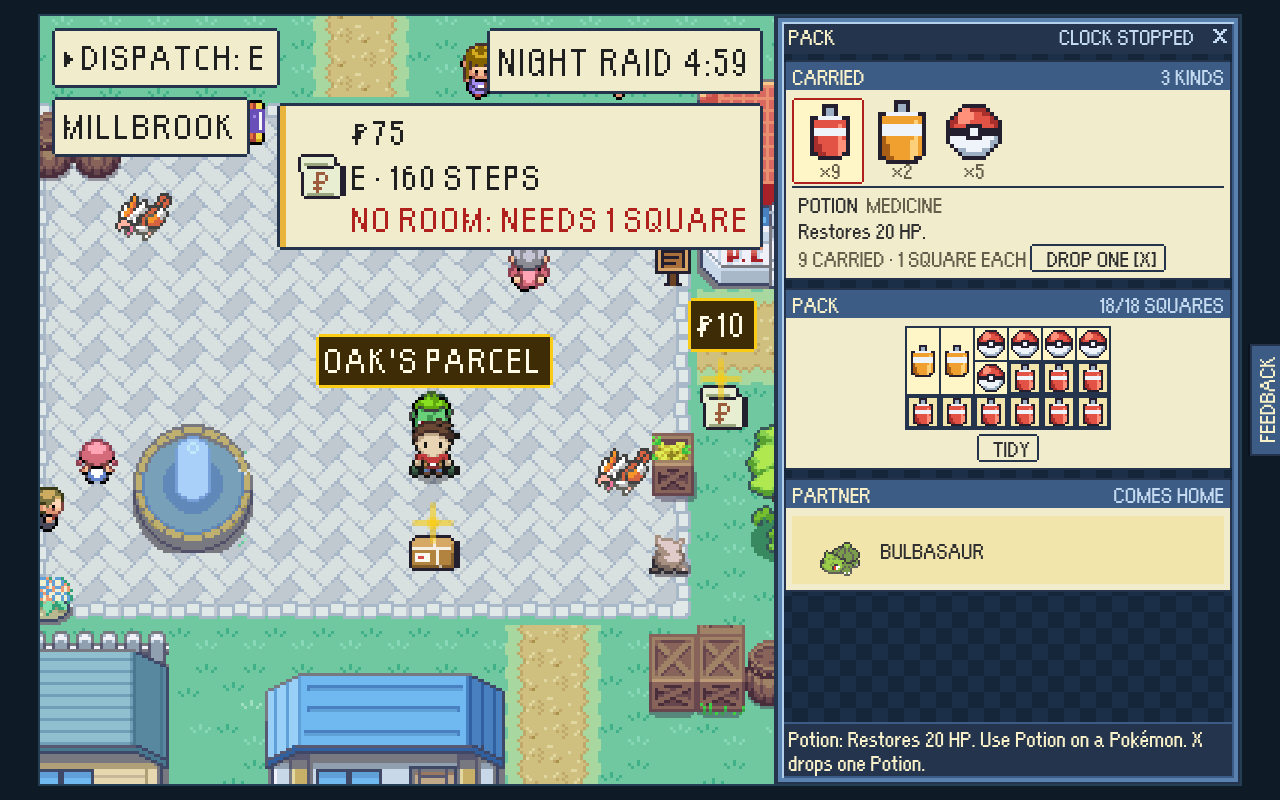 DISPATCH: E
NIGHT RAID 4:59
MILLBROOK
₽75
E · 160 STEPS
NO ROOM: NEEDS 1 SQUARE
₽10
OAK'S PARCEL
PACK
CLOCK STOPPED X
CARRIED
3 KINDS
×9
×2
×5
POTION MEDICINE
Restores 20 HP.
9 CARRIED · 1 SQUARE EACH
DROP ONE [X]
PACK
18/18 SQUARES
TIDY
PARTNER
COMES HOME
BULBASAUR
Potion: Restores 20 HP. Use Potion on a Pokémon. X
drops one Potion.
FEEDBACK